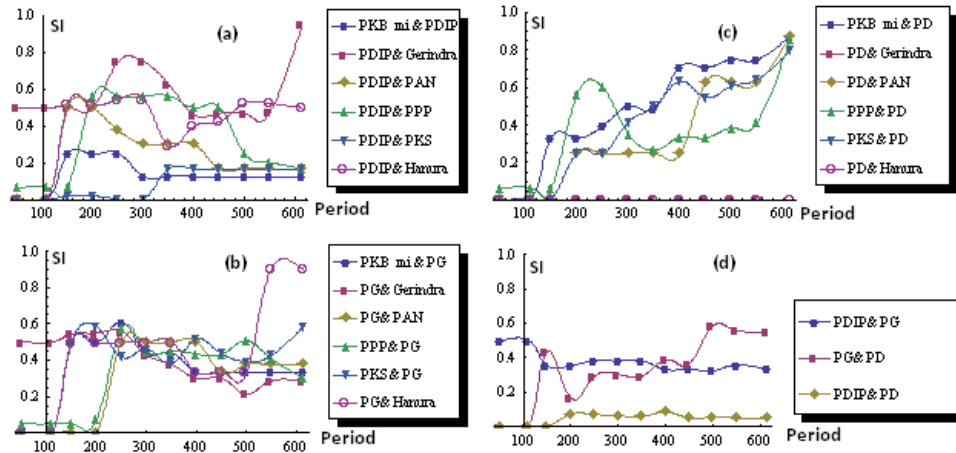 SI
(a)
1.0
0.8
0.6
0.4
0.2
100 200 300 400 500 600
Period
PKB mi & PDIP
PDIP& Gerindra
PDIP& PAN
PDIP& PPP
PDIP& PKS
PDIP& Hanura
SI
(c)
1.0
0.8
0.6
0.4
0.2
100 200 300 400 500 600
Period
PKB mi & PD
PD& Gerindra
PD& PAN
PPP& PD
PKS & PD
PD& Hanura
SI
(b)
1.0
0.8
0.6
0.4
0.2
100 200 300 400 500 600
Period
PKB mi & PG
PG& Gerindra
PG& PAN
PPP& PG
PKS & PG
PG& Hanura
SI
(d)
1.0
0.8
0.6
0.4
0.2
100 200 300 400 500 600
Period
PDIP& PG
PG & PD
PDIP& PD